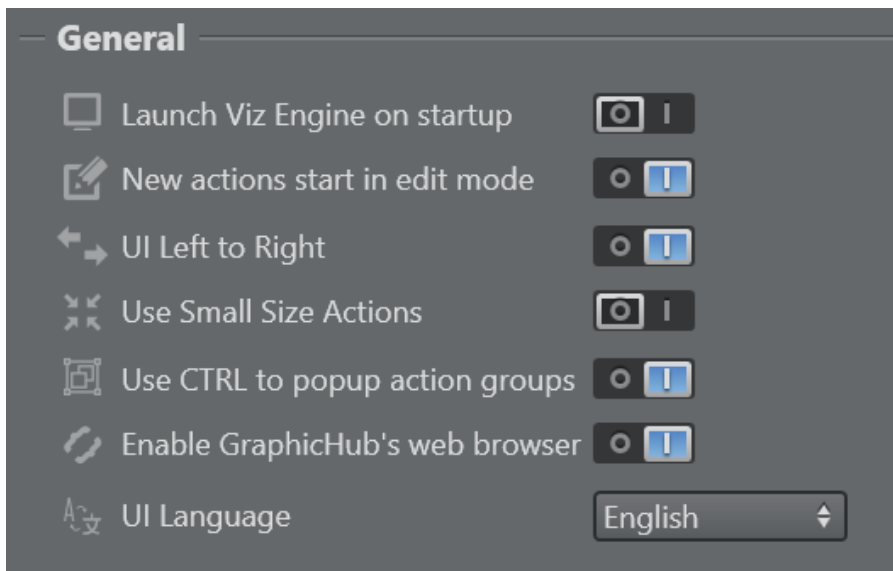 General
Launch Viz Engine on startup
New actions start in edit mode
UI Left to Right
Use Small Size Actions
Use CTRL to popup action groups
Enable GraphicHub's web browser
UI Language English